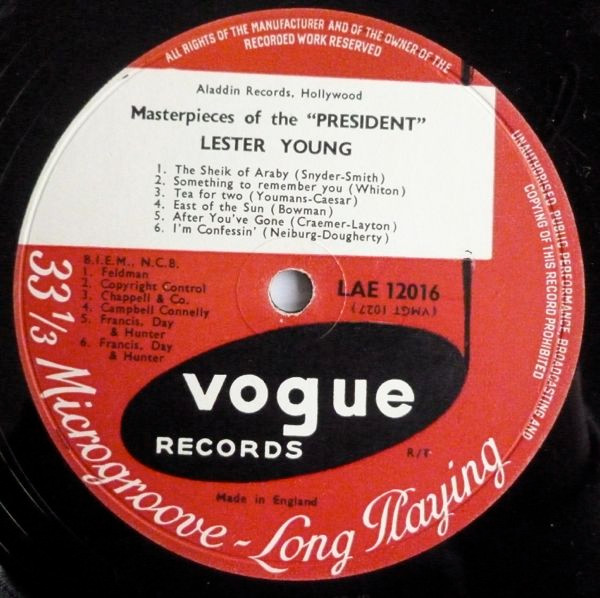 ALL RIGHTS OF THE MANUFACTURER AND OF THE OWNER OF THE
RECORDED WORK RESERVED
Aladdin Records, Hollywood
Masterpieces of the "PRESIDENT"
LESTER YOUNG
1. The Sheik of Araby (Snyder-Smith)
2. Something to remember you (Whiton)
3. Tea for two (Youmans-Caesar)
4. East of the Sun (Bowman)
5. After You've Gone (Craemer-Layton)
6. I'm Confessin' (Neiburg-Dougherty)
UNAUTHORISED PUBLIC PERFORMANCE, BROADCASTING AND
COPYING OF THIS RECORD PROHIBITED
B.I.E.M., N.C.B.
1. Feldman
2. Copyright Control
3. Chappell & Co.
4. Campbell Connelly
5. Francis, Day
& Hunter
6. Francis, Day
& Hunter
LAE 12016
(VMGT 1027)
vogue
RECORDS
R/T
Made in England
33 1/3 Microgroove - Long Playing